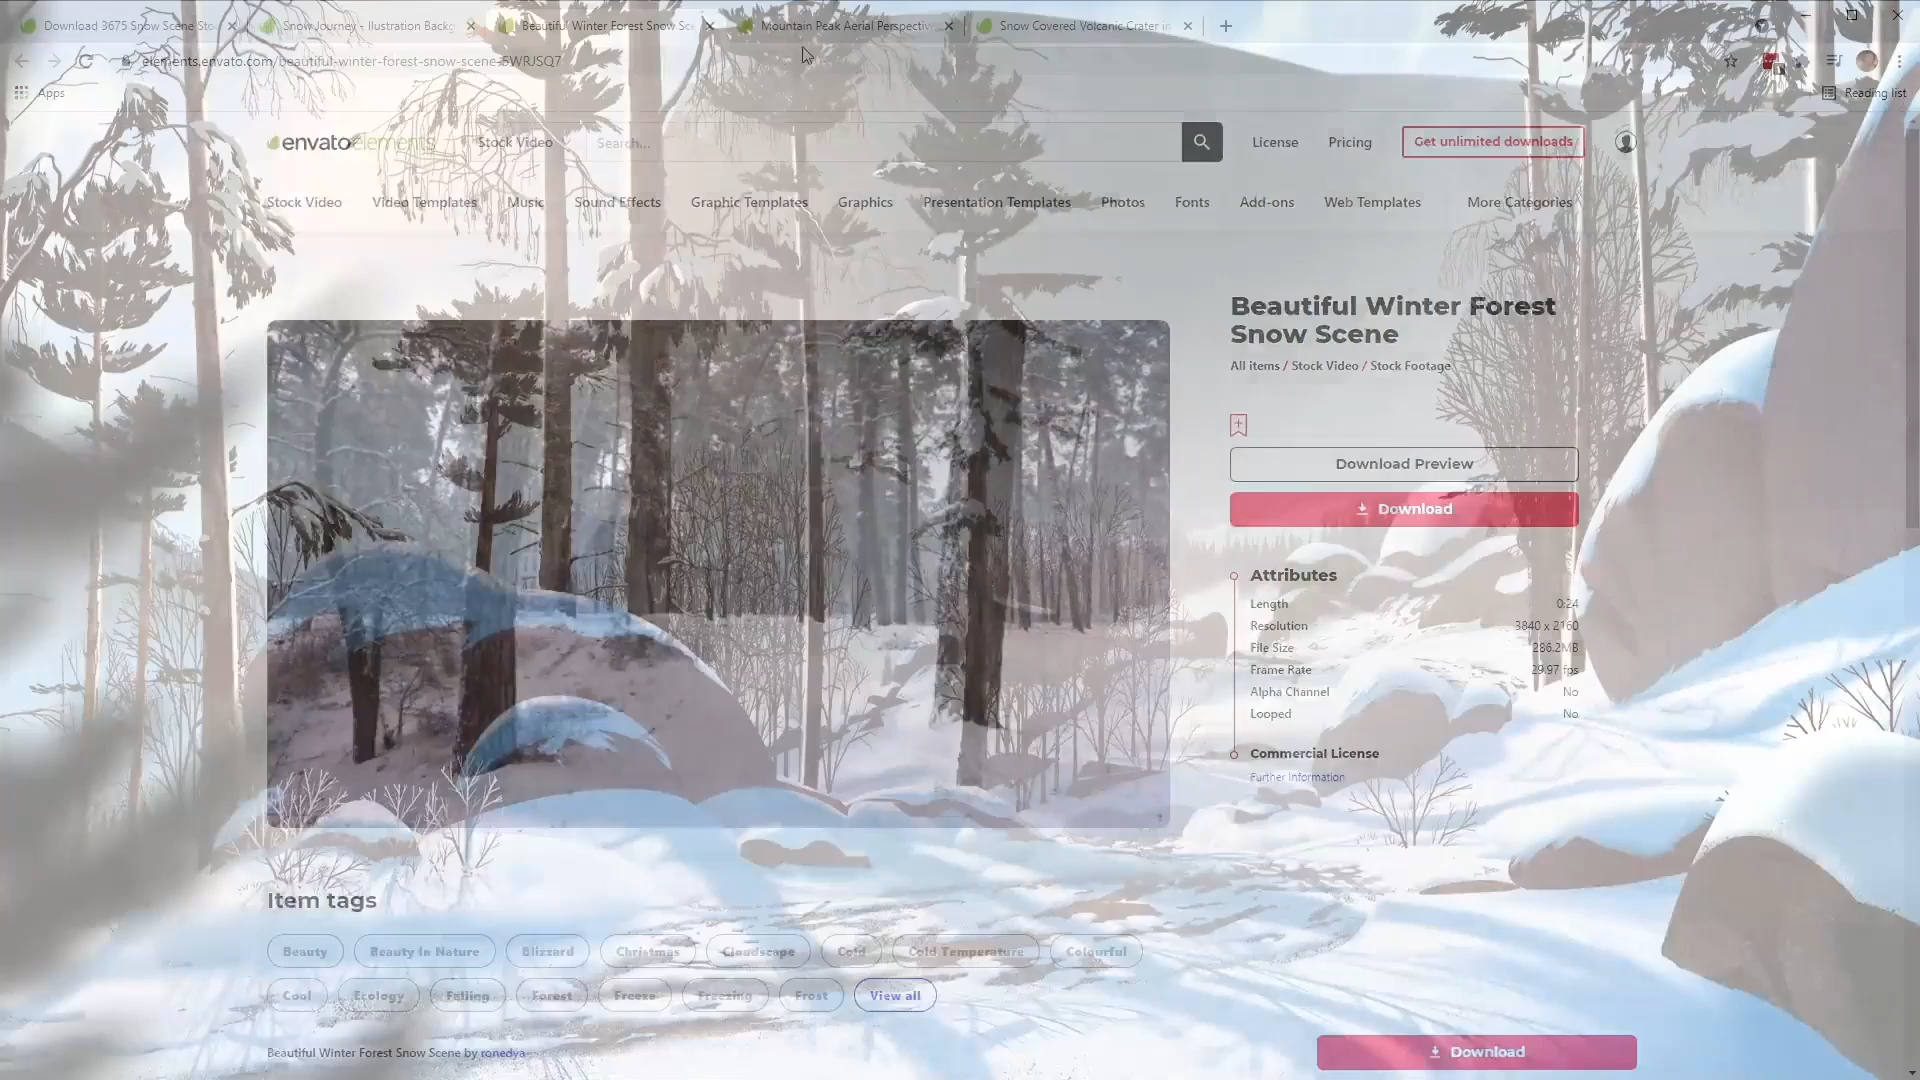 Download 3675 Snow Scene Sto
Snow Journey - Ilustration Backg
Beautiful Winter Forest Snow Sc
Mountain Peak Aerial Perspectiv
Snow Covered Volcanic Crater in
elements.envato.com/beautiful-winter-forest-snow-scene-5WRJSQ7
Apps
Reading list
envato elements
Stock Video
Search...
License
Pricing
Get unlimited downloads
Stock Video
Video Templates
Music
Sound Effects
Graphic Templates
Graphics
Presentation Templates
Photos
Fonts
Add-ons
Web Templates
More Categories
Beautiful Winter Forest
Snow Scene
All items / Stock Video / Stock Footage
Download Preview
Download
Attributes
Length 0:24
Resolution 3840 x 2160
File Size 286.2MB
Frame Rate 29.97 fps
Alpha Channel No
Looped No
Commercial License
Further Information
Item tags
Beauty
Beauty In Nature
Blizzard
Christmas
Cloudscape
Cold
Cold Temperature
Colourful
Cool
Ecology
Falling
Forest
Freeze
Freezing
Frost
View all
Beautiful Winter Forest Snow Scene by ronedya
Download